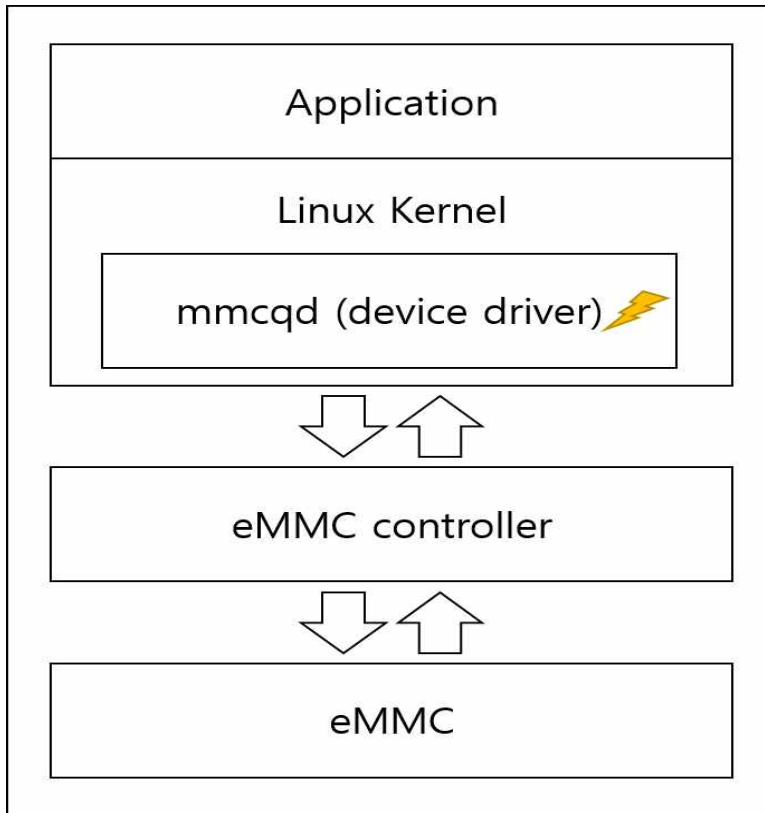 Application
Linux Kernel
mmcqd (device driver)
eMMC controller
eMMC